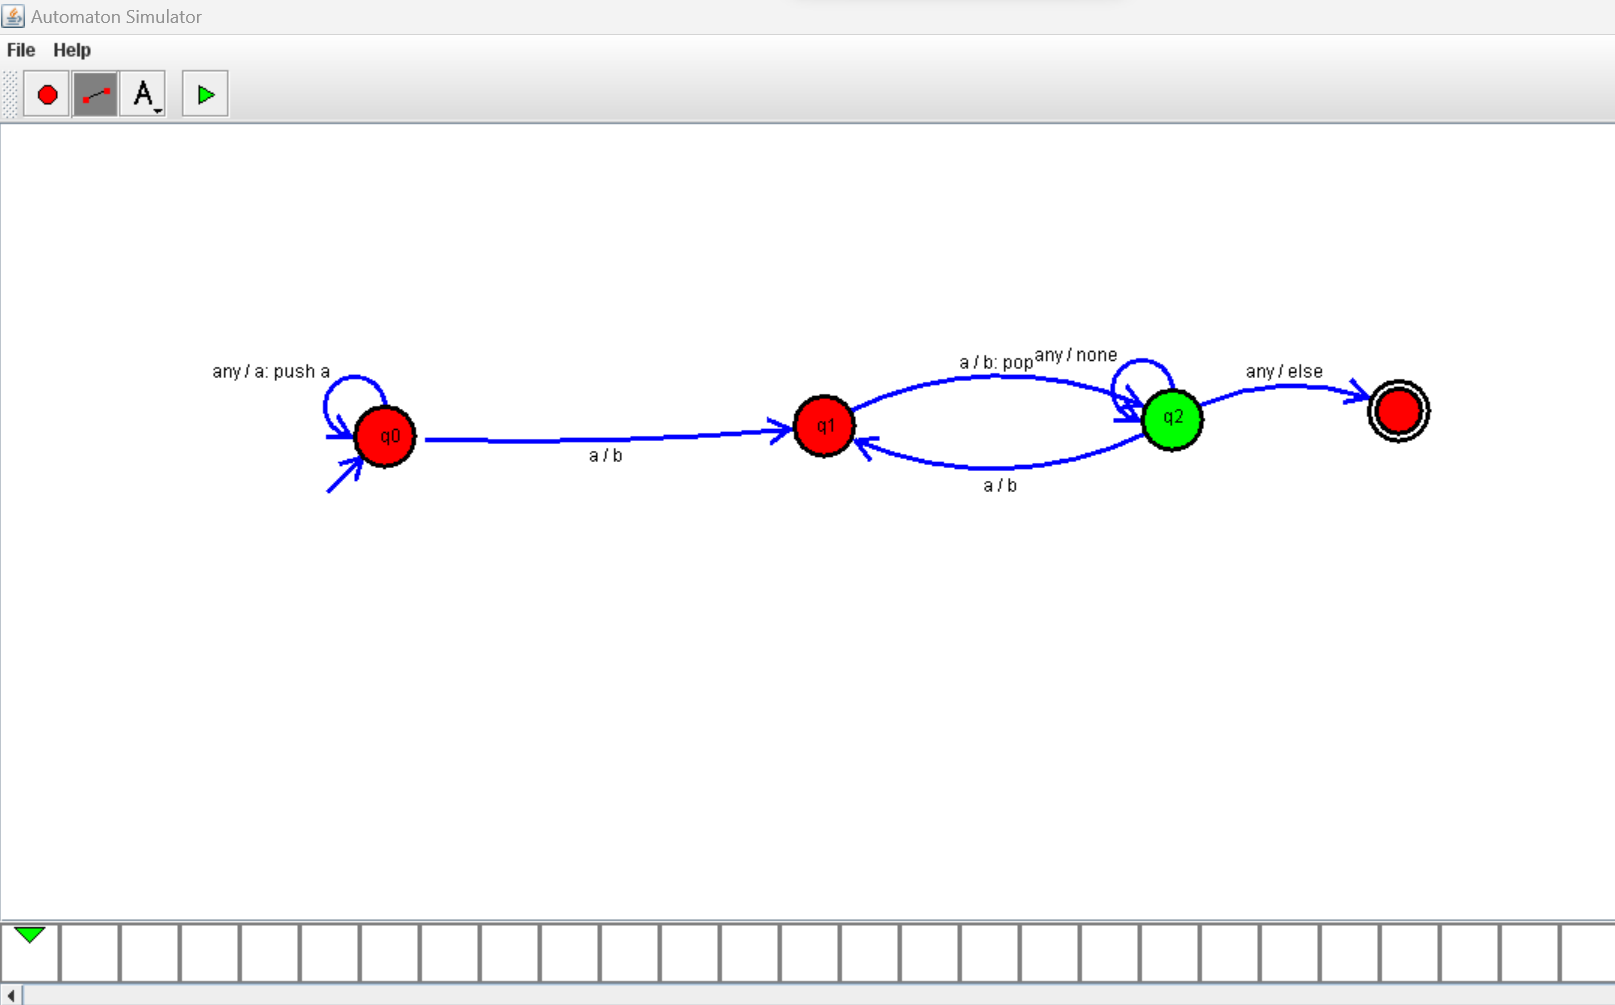 Automaton Simulator
File Help
A
any / none
a / b: pop
any / a: push a
any / else
q2
q1
q0
a / b
a / b